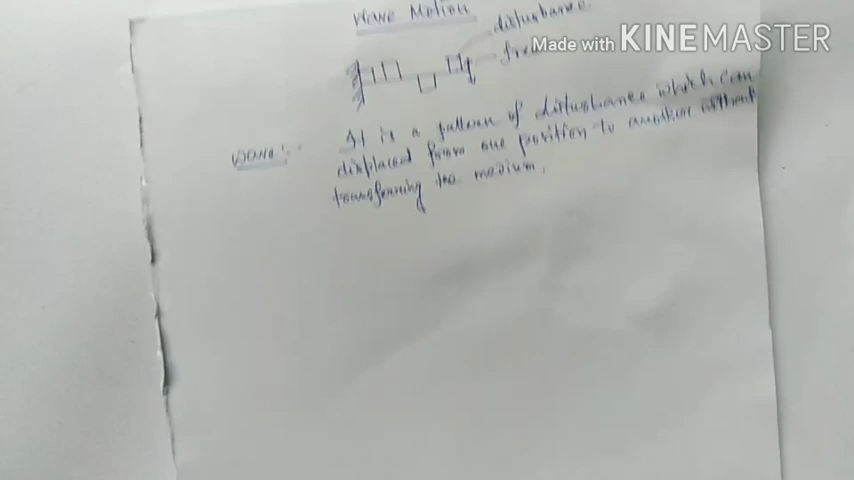 Wave Motion
disturbance
Made with KINEMASTER
wave :- It is a pattern of disturbance which can
displaced from one position to another without
transferring the medium.